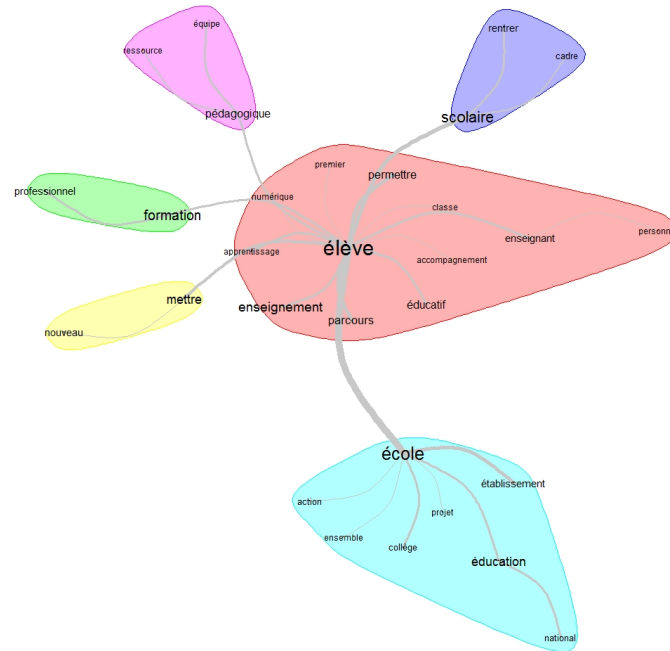 équipe
rentrer
ressource
cadre
pédagogique
scolaire
premier
permettre
professionnel
numérique
classe
formation
personn
enseignant
élève
apprentissage
accompagnement
mettre
enseignement
éducatif
parcours
nouveau
école
établissement
action
projet
ensemble
collège
éducation
national